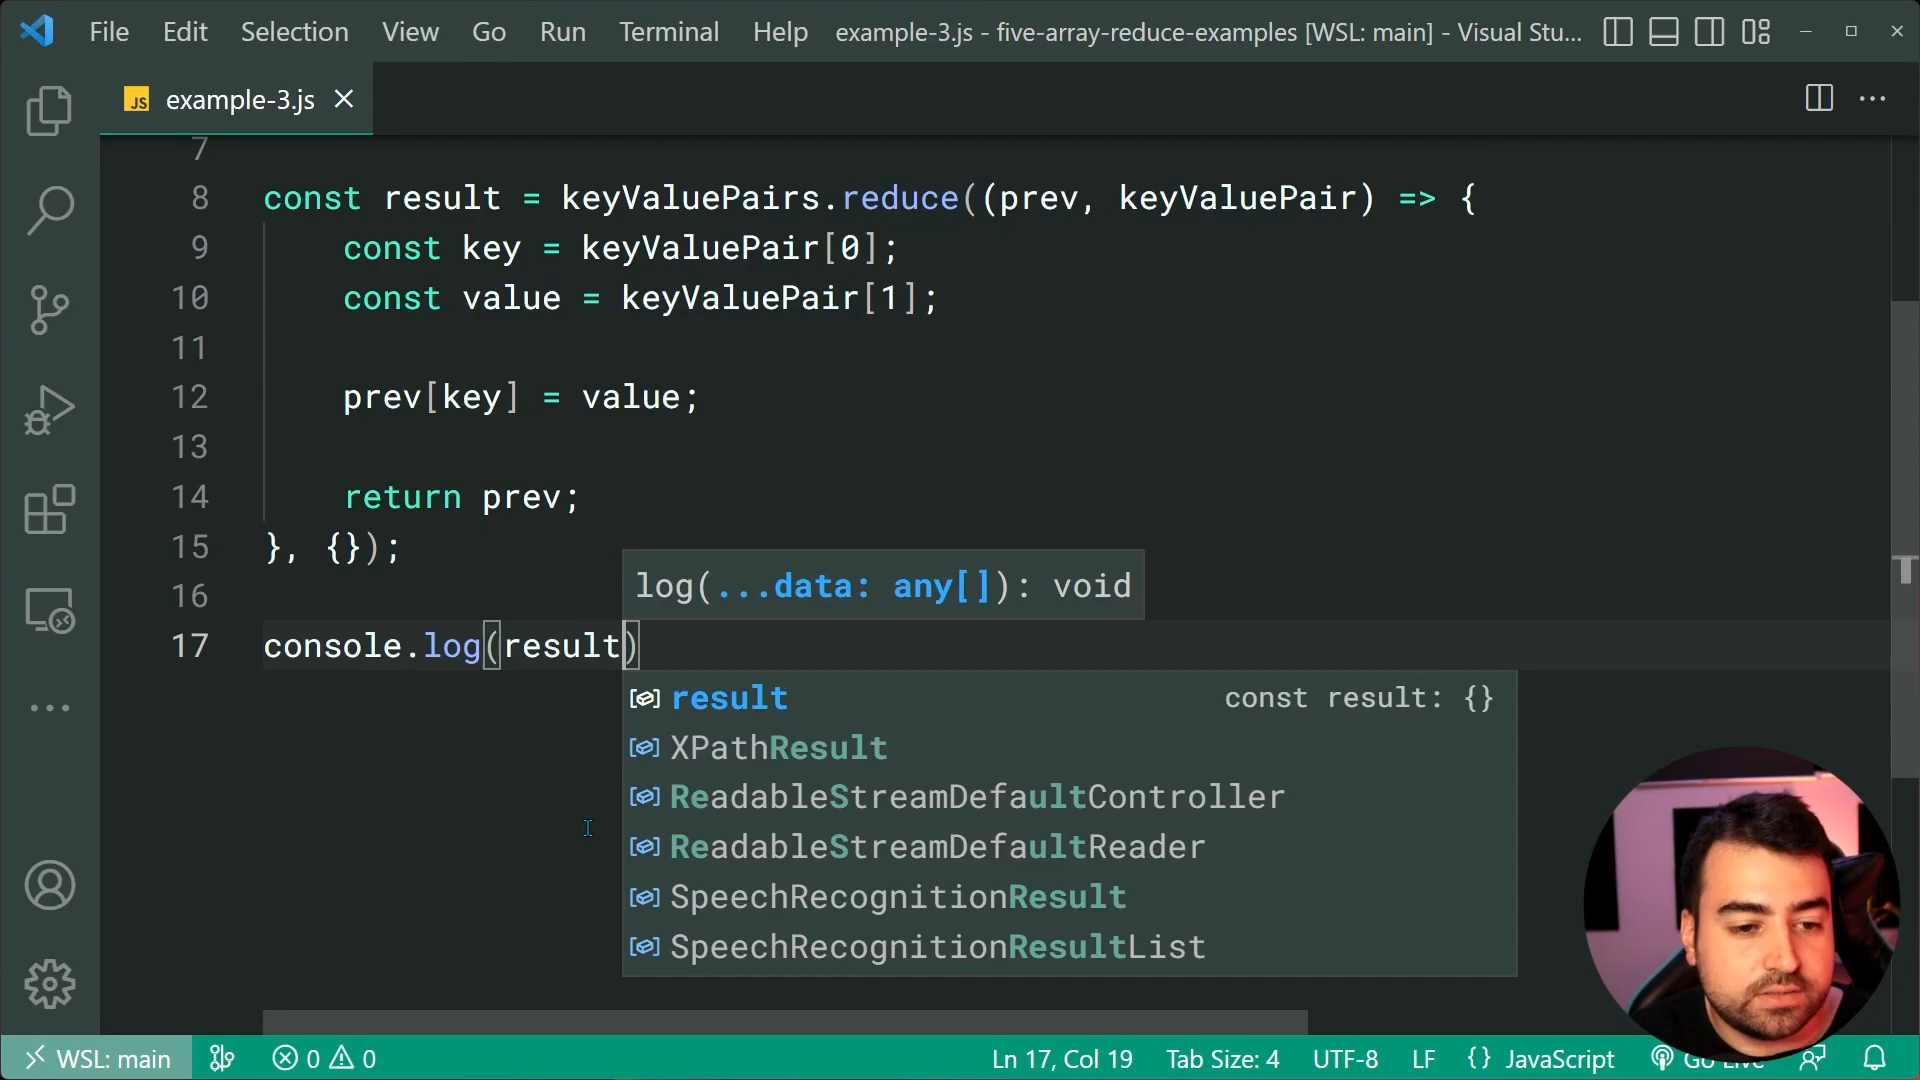 File Edit Selection View Go Run Terminal Help example-3.js - five-array-reduce-examples [WSL: main] - Visual Stu...
JS example-3.js
7
8 const result = keyValuePairs.reduce((prev, keyValuePair) => {
9 const key = keyValuePair[0];
10 const value = keyValuePair[1];
11
12 prev[key] = value;
13
14 return prev;
15 }, {});
16
log(...data: any[]): void
17 console.log(result)
result const result: {}
XPathResult
ReadableStreamDefaultController
ReadableStreamDefaultReader
SpeechRecognitionResult
SpeechRecognitionResultList
WSL: main 0 0 Ln 17, Col 19 Tab Size: 4 UTF-8 LF {} JavaScript Go Live